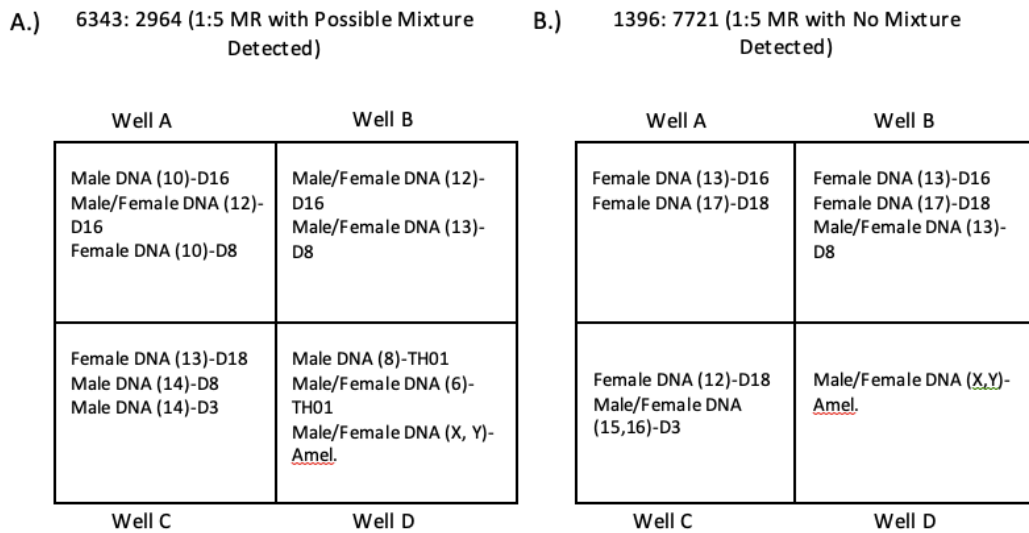 A.) 6343: 2964 (1:5 MR with Possible Mixture
Detected)
Well A
Well B
Male DNA (10)-D16
Male/Female DNA (12)-
D16
Female DNA (10)-D8
Male/Female DNA (12)-
D16
Male/Female DNA (13)-
D8
Female DNA (13)-D18
Male DNA (14)-D8
Male DNA (14)-D3
Male DNA (8)-TH01
Male/Female DNA (6)-
TH01
Male/Female DNA (X, Y)-
Amel.
Well C
Well D
B.) 1396: 7721 (1:5 MR with No Mixture
Detected)
Well A
Well B
Female DNA (13)-D16
Female DNA (17)-D18
Female DNA (13)-D16
Female DNA (17)-D18
Male/Female DNA (13)-
D8
Female DNA (12)-D18
Male/Female DNA
(15,16)-D3
Male/Female DNA (X,Y)-
Amel.
Well C
Well D